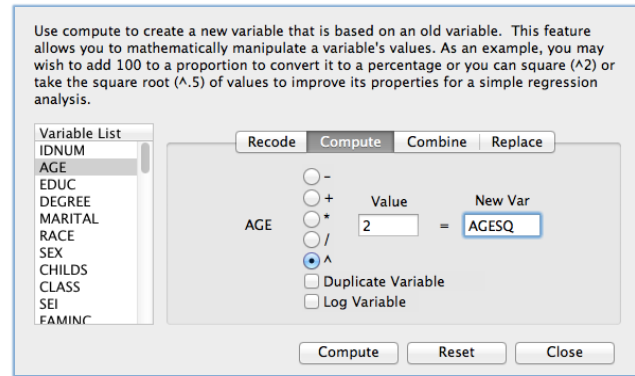 Use compute to create a new variable that is based on an old variable.  This feature
allows you to mathematically manipulate a variable's values. As an example, you may
wish to add 100 to a proportion to convert it to a percentage or you can square (^2) or
take the square root (^.5) of values to improve its properties for a simple regression
analysis.
Variable List
IDNUM
AGE
EDUC
DEGREE
MARITAL
RACE
SEX
CHILDS
CLASS
SEI
FAMINC
Recode Compute Combine Replace
-
+ Value New Var
AGE * 2 = AGESQ
/
^
Duplicate Variable
Log Variable
Compute Reset Close